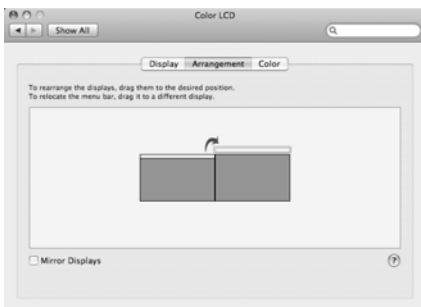 Color LCD
Show All
Display Arrangement Color
To rearrange the displays, drag them to the desired position.
To relocate the menu bar, drag it to a different display.
Mirror Displays
?